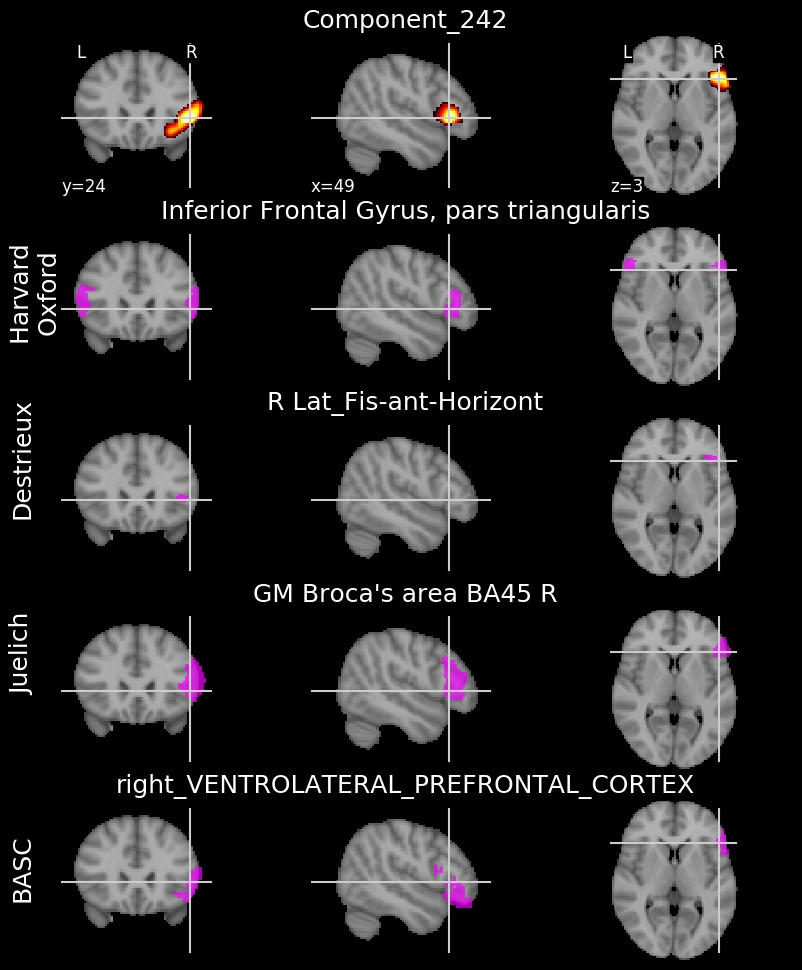 Component_242
L R L R
y=24 x=49 z=3
Inferior Frontal Gyrus, pars triangularis
Harvard
Oxford
R Lat_Fis-ant-Horizont
Destrieux
GM Broca's area BA45 R
Juelich
right_VENTROLATERAL_PREFRONTAL_CORTEX
BASC